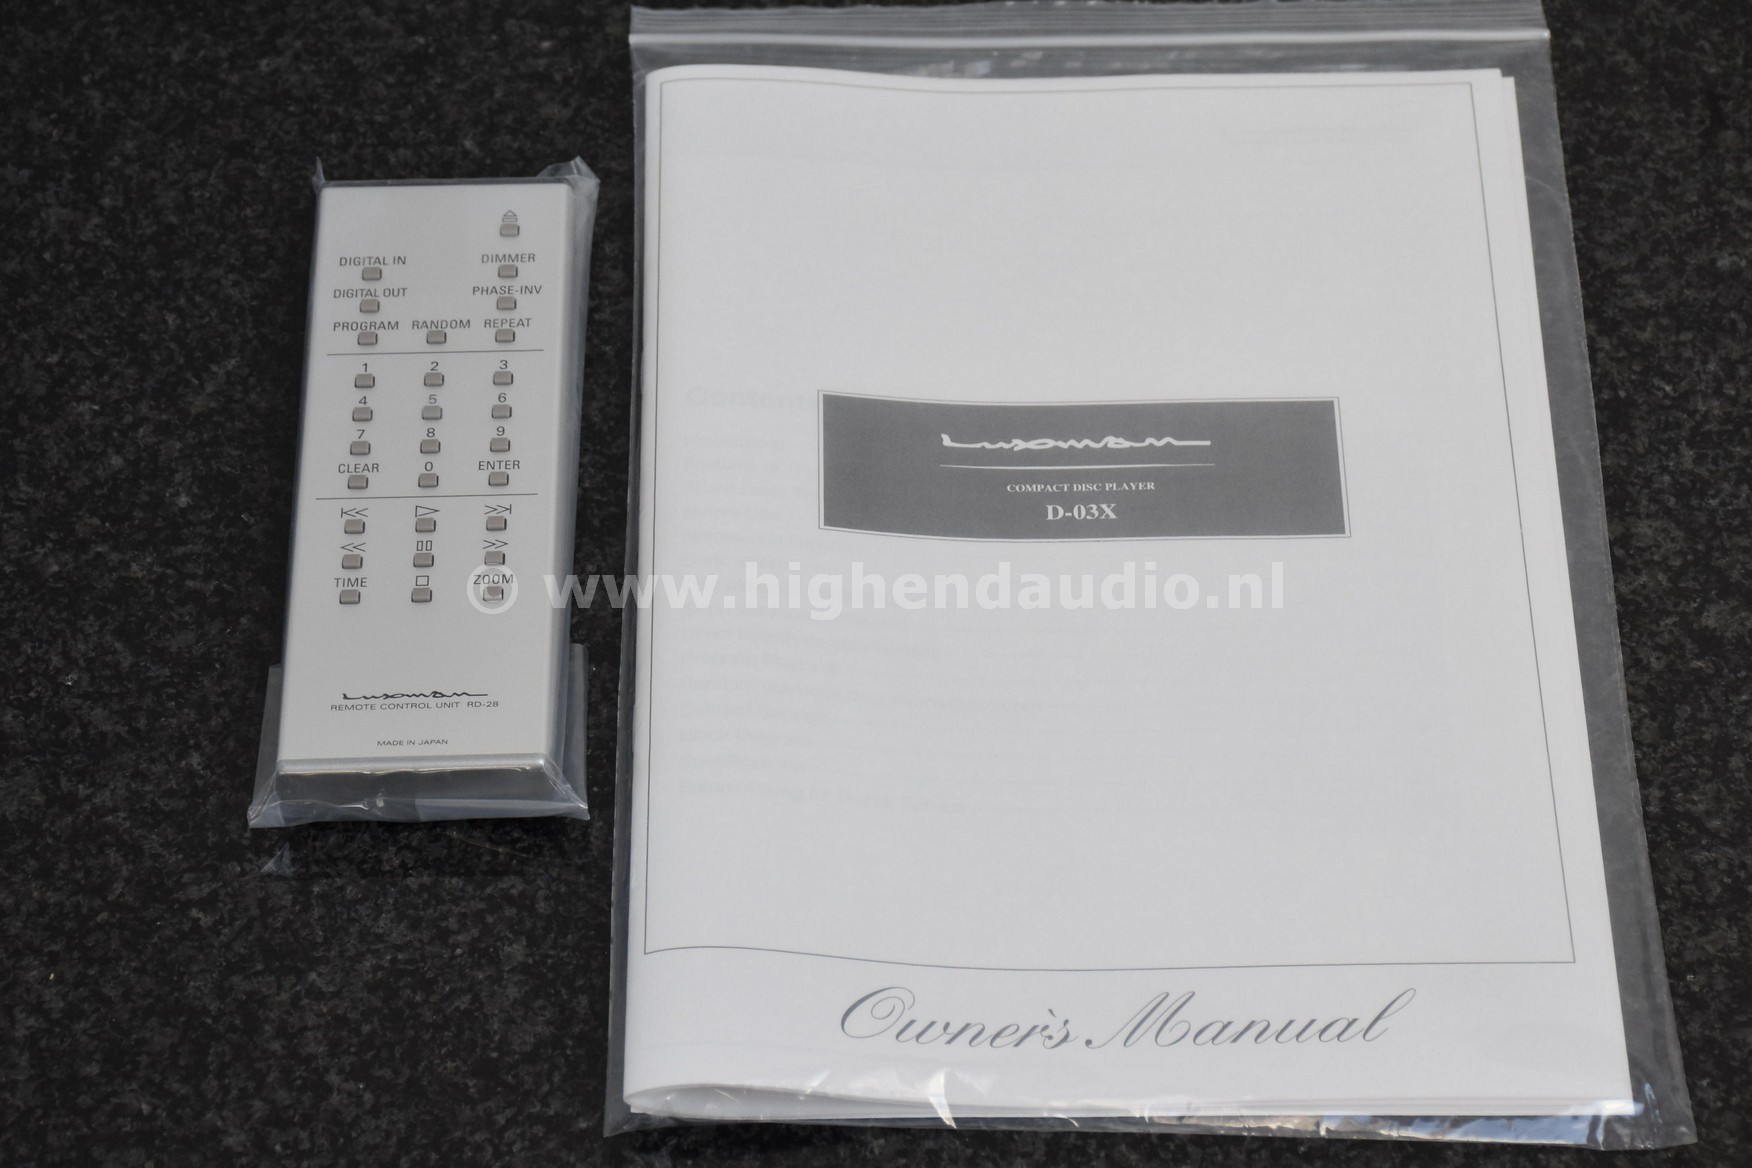 DIGITAL IN DIMMER
DIGITAL OUT PHASE-INV
PROGRAM RANDOM REPEAT
1 2 3
4 5 6
7 8 9
CLEAR 0 ENTER
TIME ZOOM
LUXMAN
REMOTE CONTROL UNIT RD-28
MADE IN JAPAN
LUXMAN
COMPACT DISC PLAYER
D-03X
Owner's Manual
© www.highendaudio.nl
Contents